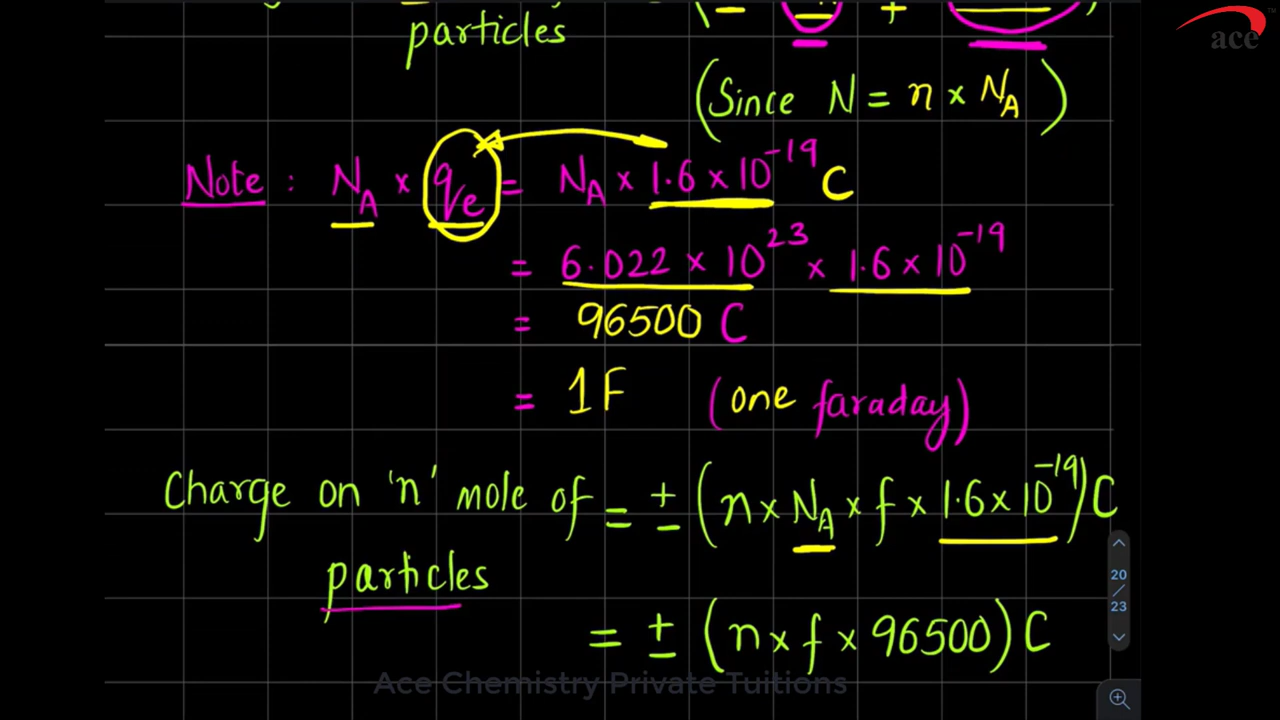 ace
particles
(Since N = n × N_A)
Note : N_A × q_e = N_A × 1.6 × 10^-19 C
= 6.022 × 10^23 × 1.6 × 10^-19
= 96500 C
= 1F (one faraday)
Charge on 'n' mole of = ± (n × N_A × f × 1.6 × 10^-19) C
particles
= ± (n × f × 96500) C
20
/
23
Ace Chemistry Private Tuitions